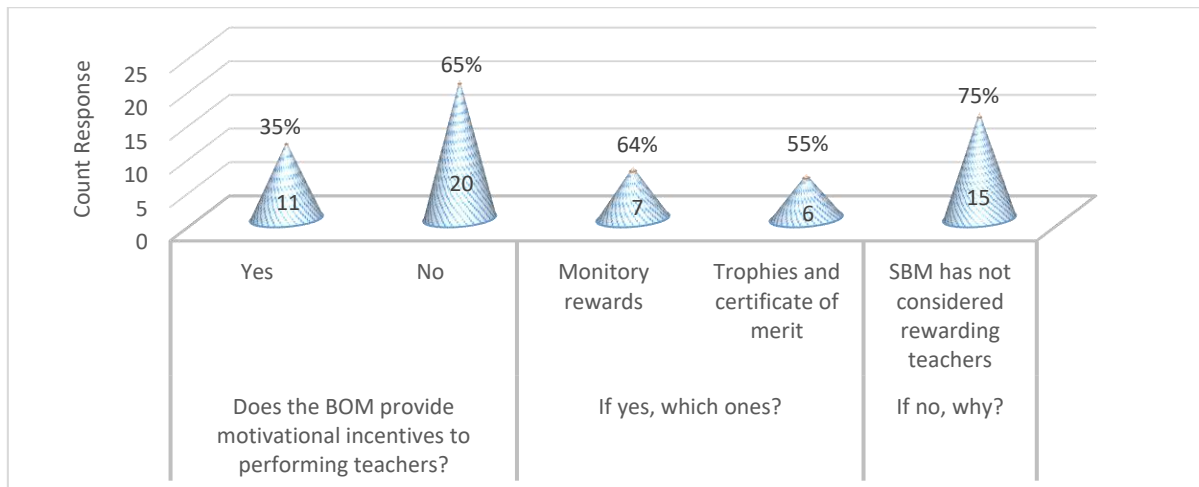 Count Response
25
20
15
10
5
0
35%
65%
64%
55%
75%
11
20
7
6
15
Yes
No
Monitory
rewards
Trophies and
certificate of
merit
SBM has not
considered
rewarding
teachers
Does the BOM provide
motivational incentives to
performing teachers?
If yes, which ones?
If no, why?